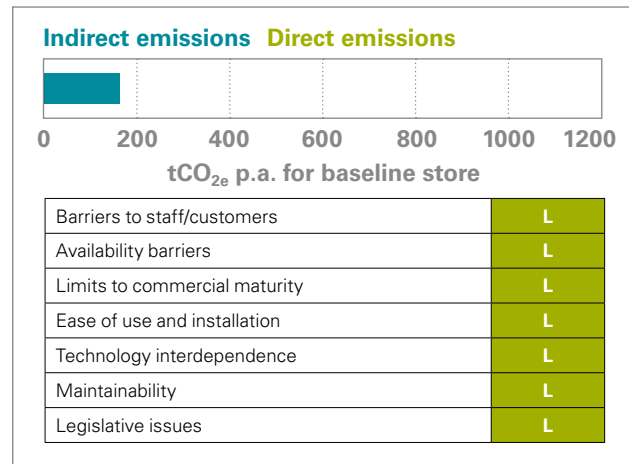 Indirect emissions Direct emissions
0 200 400 600 800 1000 1200
tCO2e p.a. for baseline store
Barriers to staff/customers L
Availability barriers L
Limits to commercial maturity L
Ease of use and installation L
Technology interdependence L
Maintainability L
Legislative issues L